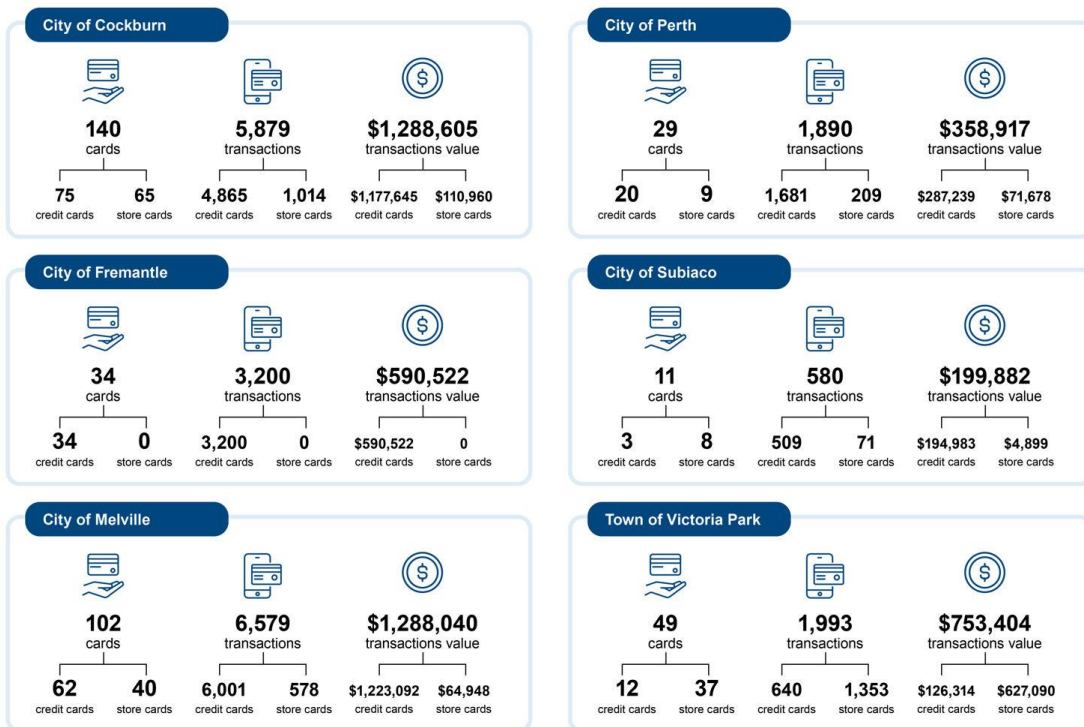 City of Cockburn
140
cards
75
credit cards
65
store cards
5,879
transactions
4,865
credit cards
1,014
store cards
$1,288,605
transactions value
$1,177,645
credit cards
$110,960
store cards
City of Perth
29
cards
20
credit cards
9
store cards
1,890
transactions
1,681
credit cards
209
store cards
$358,917
transactions value
$287,239
credit cards
$71,678
store cards
City of Fremantle
34
cards
34
credit cards
0
store cards
3,200
transactions
3,200
credit cards
0
store cards
$590,522
transactions value
$590,522
credit cards
0
store cards
City of Subiaco
11
cards
3
credit cards
8
store cards
580
transactions
509
credit cards
71
store cards
$199,882
transactions value
$194,983
credit cards
$4,899
store cards
City of Melville
102
cards
62
credit cards
40
store cards
6,579
transactions
6,001
credit cards
578
store cards
$1,288,040
transactions value
$1,223,092
credit cards
$64,948
store cards
Town of Victoria Park
49
cards
12
credit cards
37
store cards
1,993
transactions
640
credit cards
1,353
store cards
$753,404
transactions value
$126,314
credit cards
$627,090
store cards